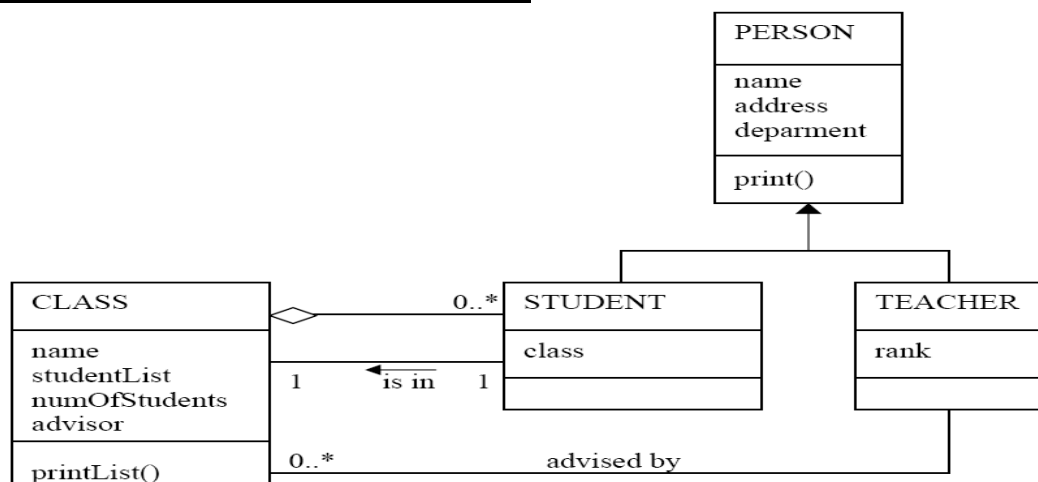 PERSON
name
address
deparment
print()
CLASS
name
studentList
numOfStudents
advisor
printList()
0..*
STUDENT
class
1
is in
1
TEACHER
rank
0..*
advised by